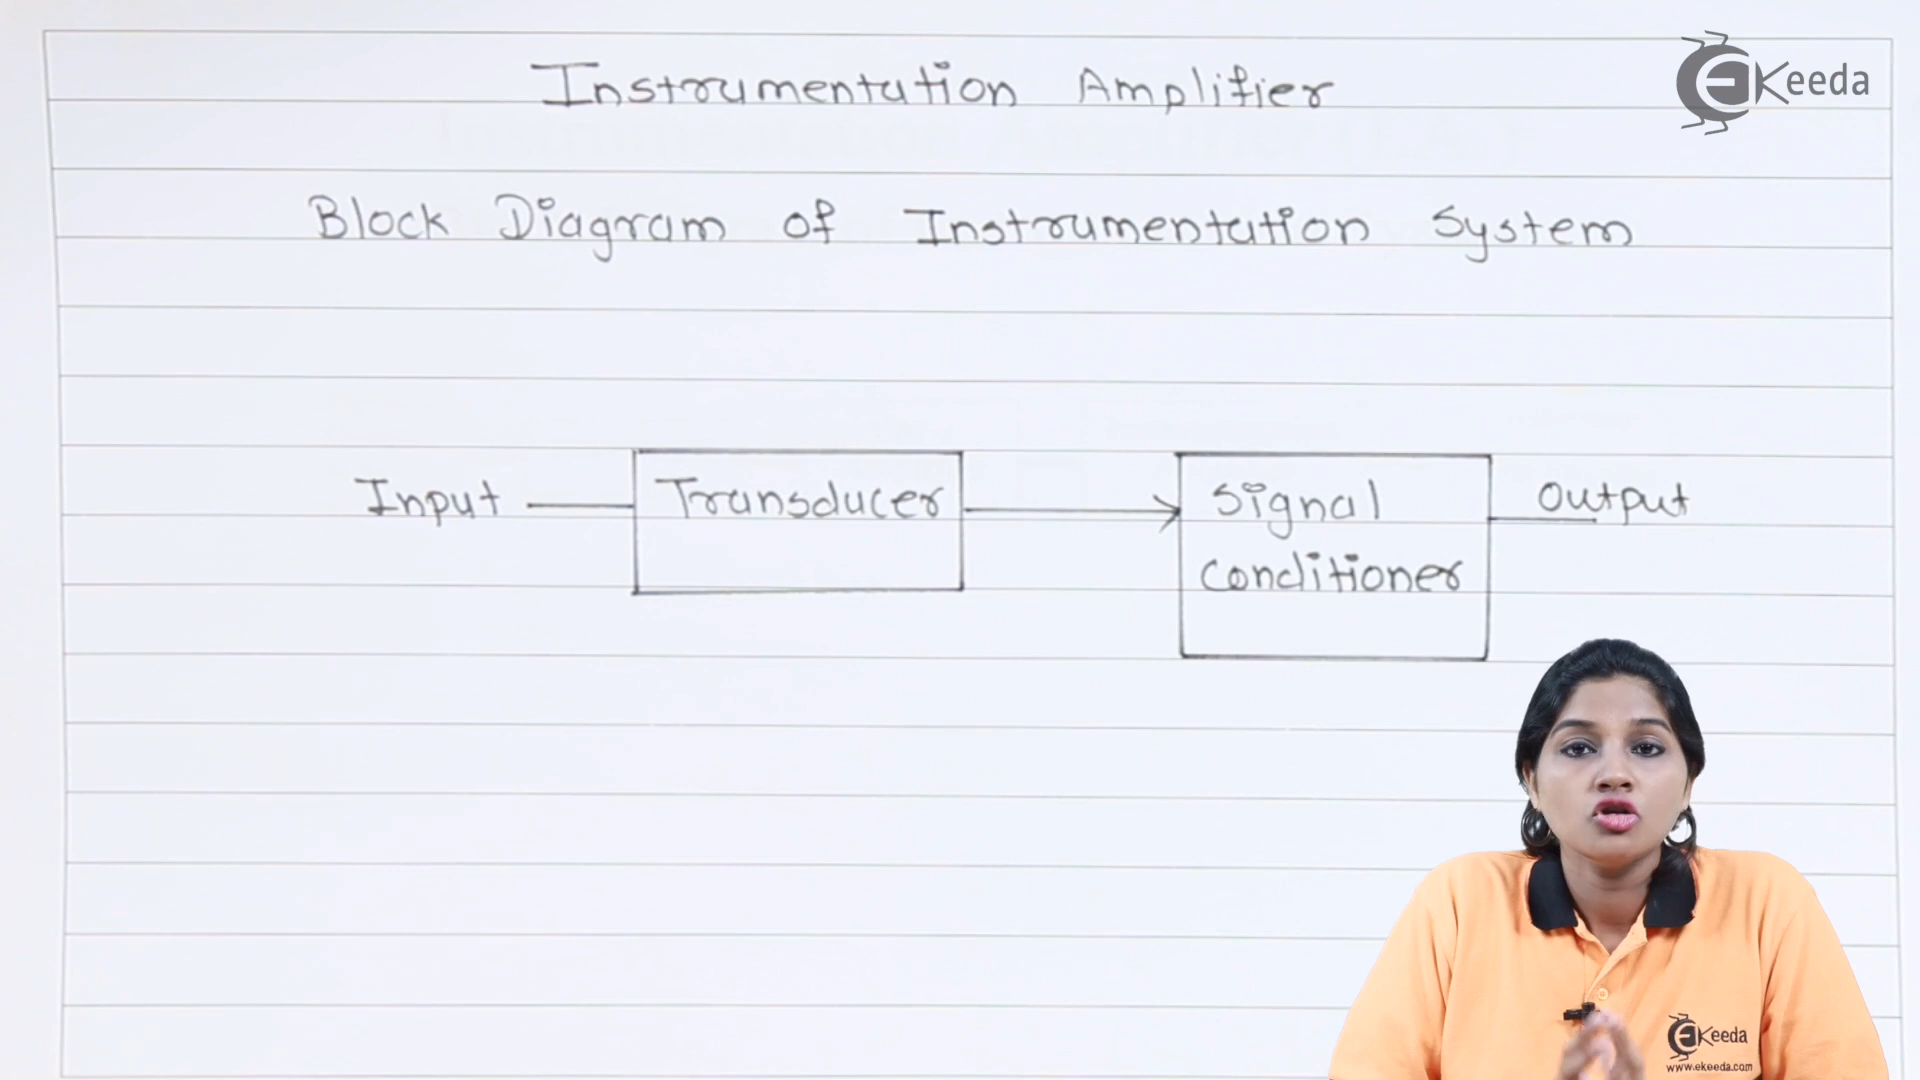 Instrumentation Amplifier
EKeeda
Block Diagram of Instrumentation System
Input
Transducer
Signal
Conditioner
Output
EKeeda
www.ekeeda.com